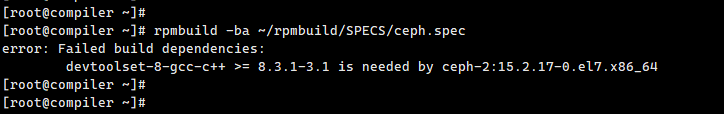 [root@compiler ~]#
[root@compiler ~]# rpmbuild -ba ~/rpmbuild/SPECS/ceph.spec
error: Failed build dependencies:
        devtoolset-8-gcc-c++ >= 8.3.1-3.1 is needed by ceph-2:15.2.17-0.el7.x86_64
[root@compiler ~]#
[root@compiler ~]#